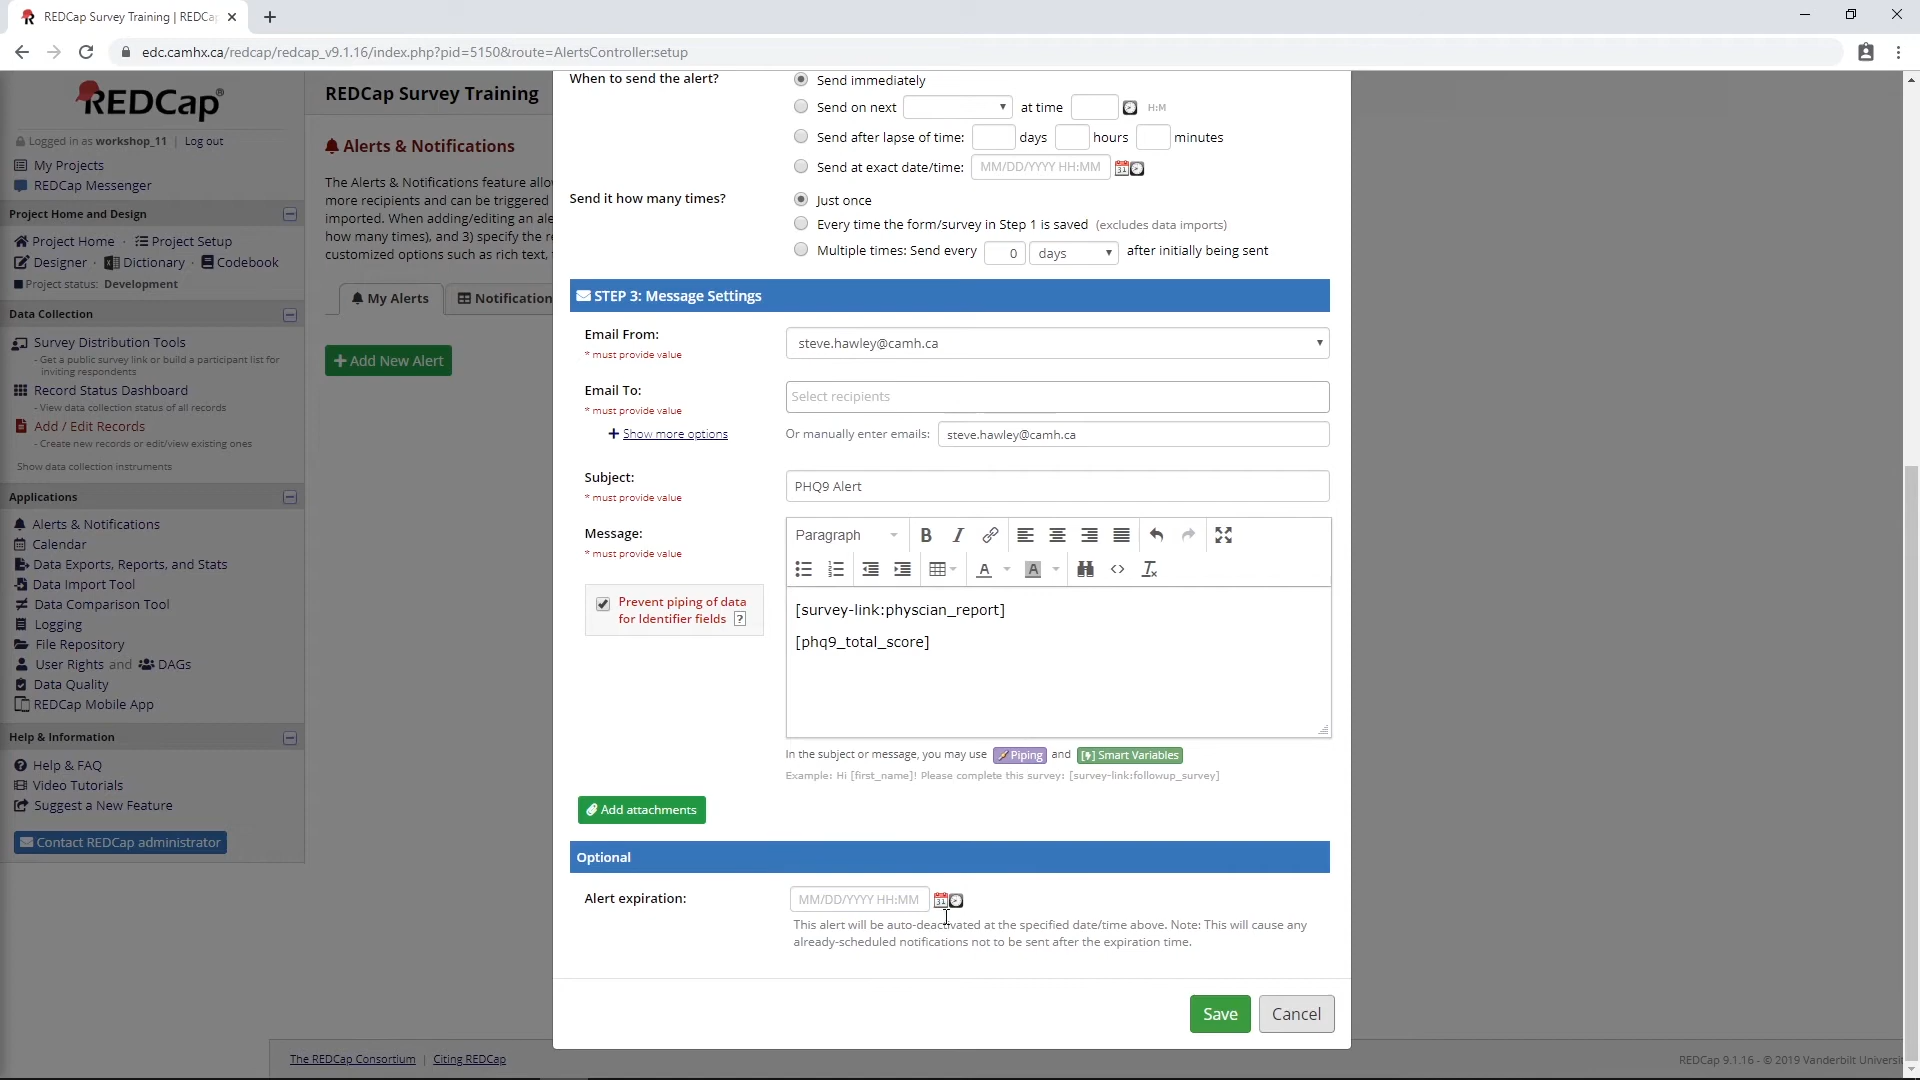 REDCap Survey Training | REDCap
edc.camhx.ca/redcap/redcap_v9.1.16/index.php?pid=5150&route=AlertsController:setup
REDCap
Logged in as workshop_11 | Log out
My Projects
REDCap Messenger
Project Home and Design
Project Home · Project Setup
Designer · Dictionary · Codebook
Project status: Development
Data Collection
Survey Distribution Tools
- Get a public survey link or build a participant list for
inviting respondents
Record Status Dashboard
- View data collection status of all records
Add / Edit Records
- Create new records or edit/view existing ones
Show data collection instruments
Applications
Alerts & Notifications
Calendar
Data Exports, Reports, and Stats
Data Import Tool
Data Comparison Tool
Logging
File Repository
User Rights and DAGs
Data Quality
REDCap Mobile App
Help & Information
Help & FAQ
Video Tutorials
Suggest a New Feature
Contact REDCap administrator
REDCap Survey Training
Alerts & Notifications
The Alerts & Notifications feature allo
more recipients and can be triggered
imported. When adding/editing an ale
how many times), and 3) specify the re
customized options such as rich text,
My Alerts
Notification
+ Add New Alert
When to send the alert?
Send immediately
Send on next at time H:M
Send after lapse of time: days hours minutes
Send at exact date/time: MM/DD/YYYY HH:MM
Send it how many times?
Just once
Every time the form/survey in Step 1 is saved (excludes data imports)
Multiple times: Send every 0 days after initially being sent
STEP 3: Message Settings
Email From:
* must provide value
steve.hawley@camh.ca
Email To:
* must provide value
Select recipients
+ Show more options
Or manually enter emails: steve.hawley@camh.ca
Subject:
* must provide value
PHQ9 Alert
Message:
* must provide value
Paragraph
Prevent piping of data
for Identifier fields ?
[survey-link:physcian_report]
[phq9_total_score]
In the subject or message, you may use Piping and Smart Variables
Example: Hi [first_name]! Please complete this survey: [survey-link:followup_survey]
Add attachments
Optional
Alert expiration:
MM/DD/YYYY HH:MM
This alert will be auto-deactivated at the specified date/time above. Note: This will cause any
already-scheduled notifications not to be sent after the expiration time.
Save
Cancel
The REDCap Consortium | Citing REDCap
REDCap 9.1.16 - © 2019 Vanderbilt Universi